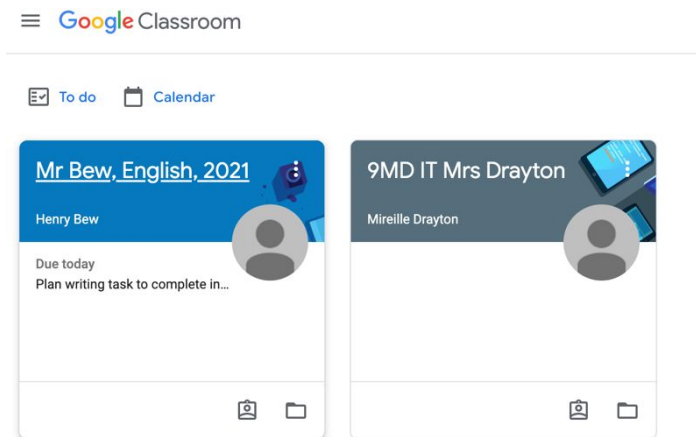 Google Classroom
To do Calendar
Mr Bew, English, 2021
Henry Bew
Due today
Plan writing task to complete in...
9MD IT Mrs Drayton
Mireille Drayton